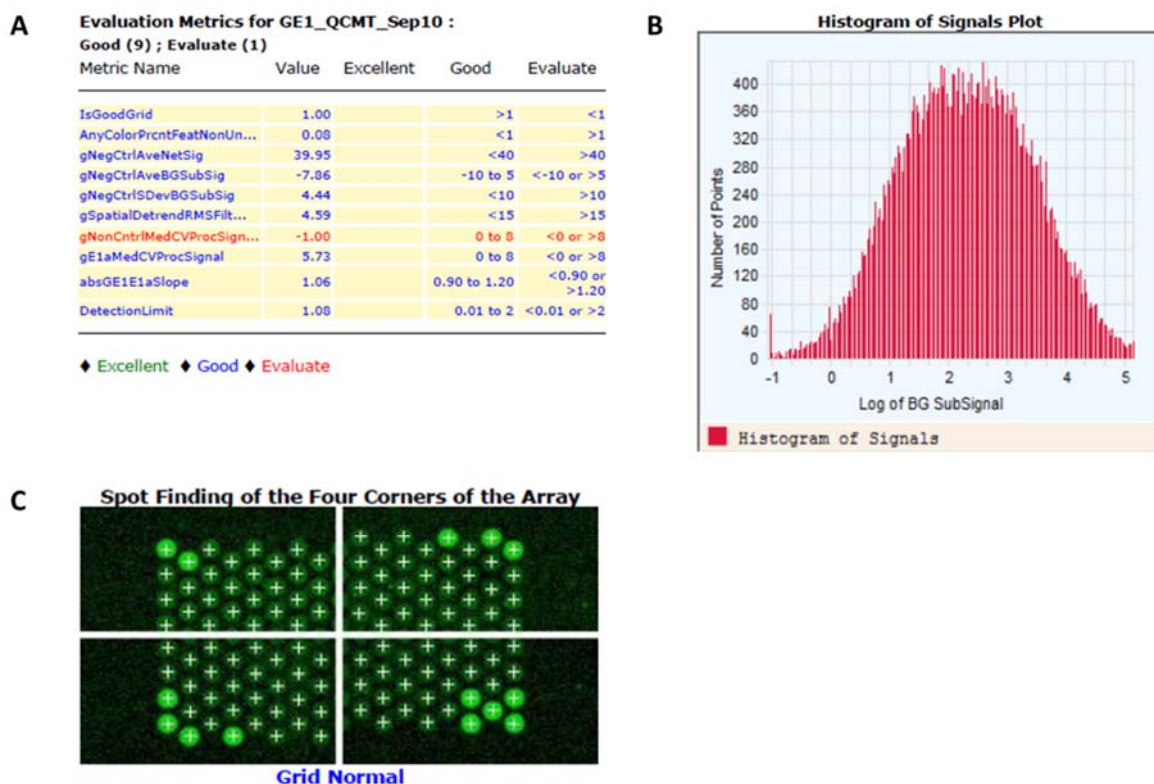 A
Evaluation Metrics for GE1_QCMT_Sep10 :
Good (9) ; Evaluate (1)
Metric Name Value Excellent Good Evaluate
IsGoodGrid 1.00 >1 <1
AnyColorPrcntFeatNonUn... 0.08 <1 >1
gNegCtrlAveNetSig 39.95 <40 >40
gNegCtrlAveBGSubSig -7.86 -10 to 5 <-10 or >5
gNegCtrlSDevBGSubSig 4.44 <10 >10
gSpatialDetrendRMSFilt... 4.59 <15 >15
gNonCntrlMedCVProcSign... -1.00 0 to 8 <0 or >8
gE1aMedCVProcSignal 5.73 0 to 8 <0 or >8
absGE1E1aSlope 1.06 0.90 to 1.20 <0.90 or
>1.20
DetectionLimit 1.08 0.01 to 2 <0.01 or >2
♦ Excellent ♦ Good ♦ Evaluate
B
Histogram of Signals Plot
Number of Points
400
360
320
280
240
200
160
120
80
40
0
-1 0 1 2 3 4 5
Log of BG SubSignal
Histogram of Signals
C
Spot Finding of the Four Corners of the Array
Grid Normal